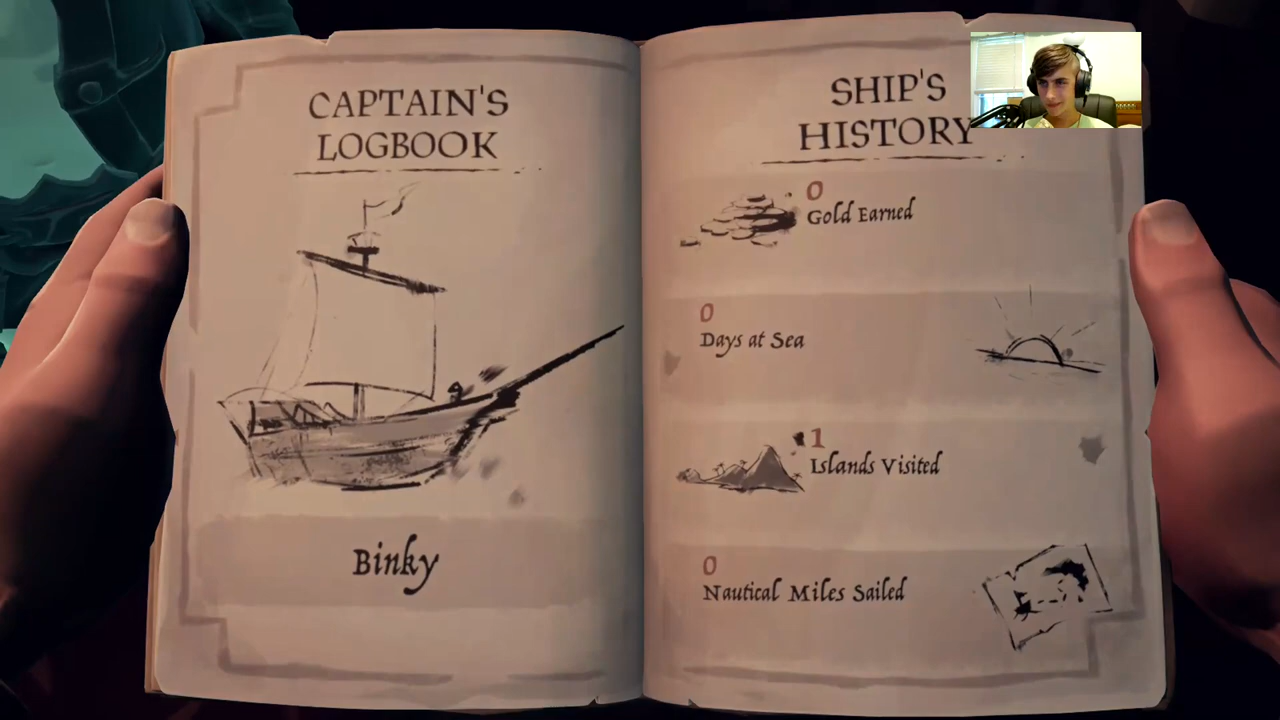 CAPTAIN'S
LOGBOOK
Binky
SHIP'S
HISTORY
0
Gold Earned
0
Days at Sea
1
Islands Visited
0
Nautical Miles Sailed